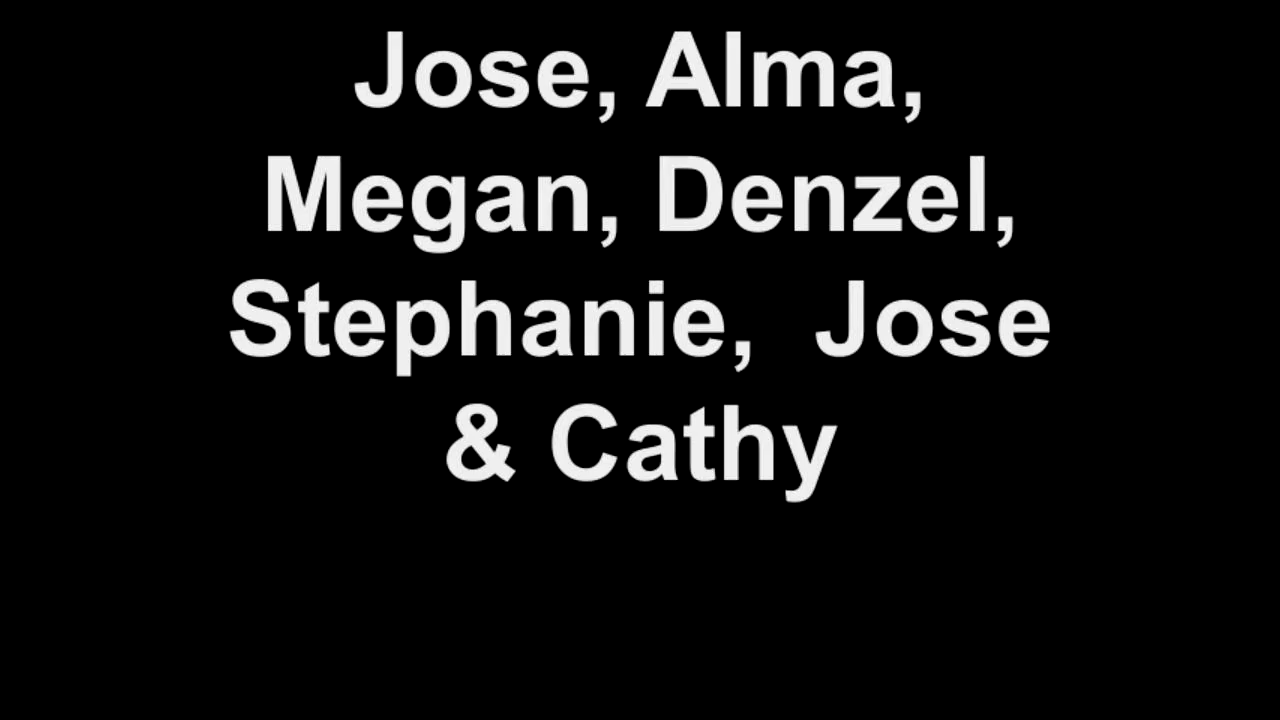 Jose, Alma,
Megan, Denzel,
Stephanie,  Jose
& Cathy